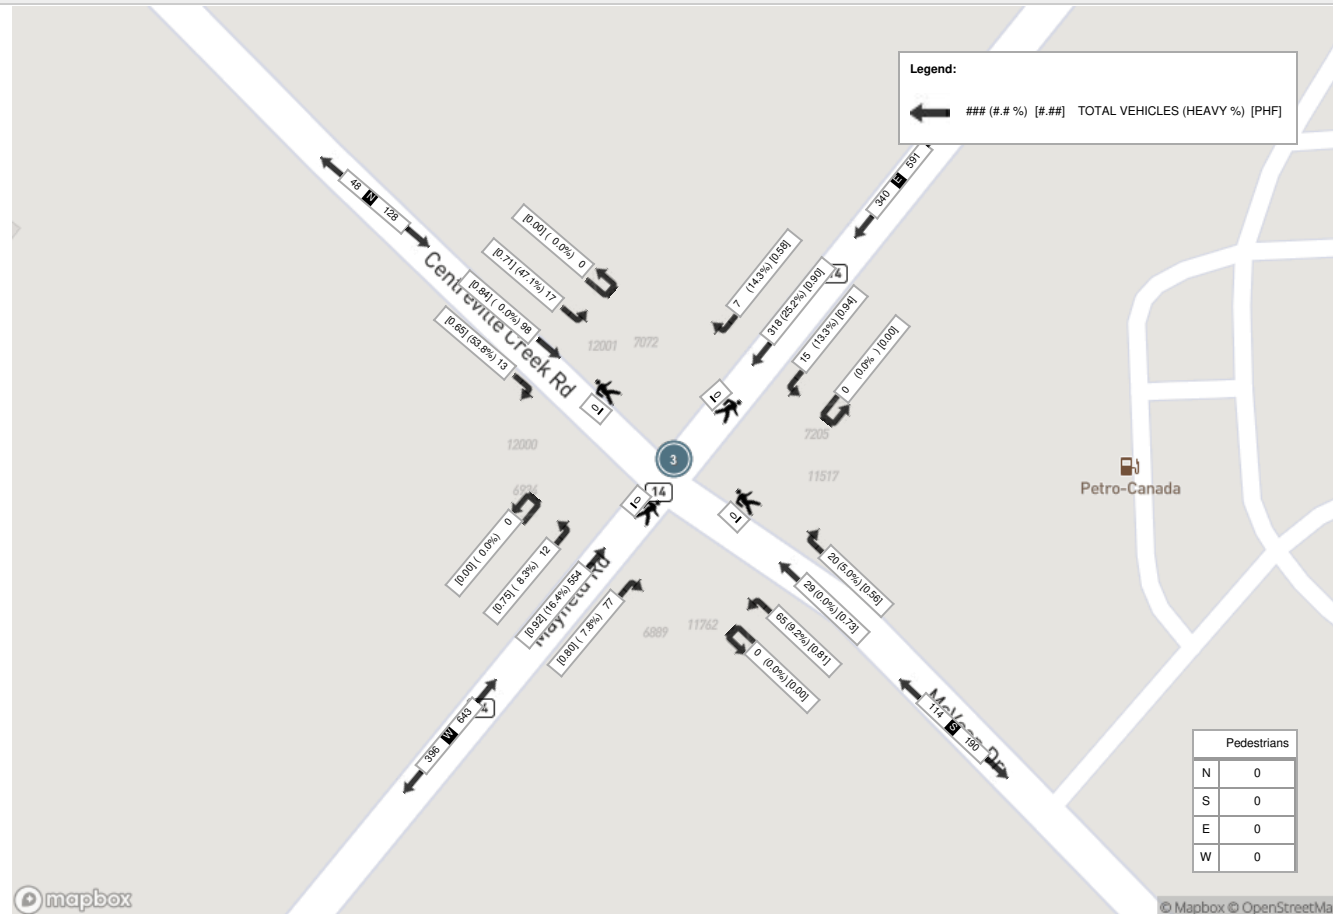 Legend:
### (#.# %) [#.##] TOTAL VEHICLES (HEAVY %) [PHF]
591
E
340
48
N
128
[0.00] ( 0.0%) 0
[0.71] (47.1%) 17
[0.84] ( 0.0%) 98
[0.65] (53.8%) 13
Centreville Creek Rd
7 (14.3%) [0.58]
318 (25.2%) [0.90]
15 (13.3%) [0.94]
0 (0.0% ) [0.00]
12001
7072
0
0
12000
7205
11517
3
14
Petro-Canada
0
0
[0.00] ( 0.0%) 0
[0.75] ( 8.3%) 12
[0.92] (16.4%) 554
[0.80] ( 7.8%) 77
Mayfield Rd
20 (5.0%) [0.56]
29 (0.0%) [0.73]
65 (9.2%) [0.81]
0 (0.0%) [0.00]
6889
11762
643
W
396
114
S
190
Pedestrians
N 0
S 0
E 0
W 0
mapbox
© Mapbox © OpenStreetMa